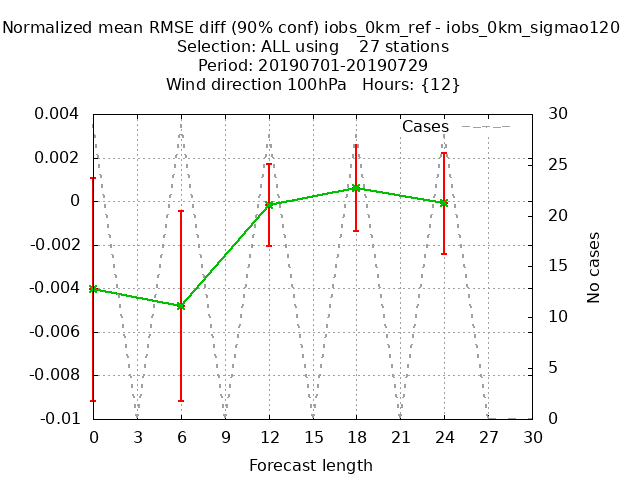 Normalized mean RMSE diff (90% conf) iobs_0km_ref - iobs_0km_sigmao120
Selection: ALL using    27 stations
Period: 20190701-20190729
Wind direction 100hPa   Hours: {12}
Cases
0.004
0.002
0
-0.002
-0.004
-0.006
-0.008
-0.01
30
25
20
15
10
5
0
No cases
0 3 6 9 12 15 18 21 24 27 30
Forecast length